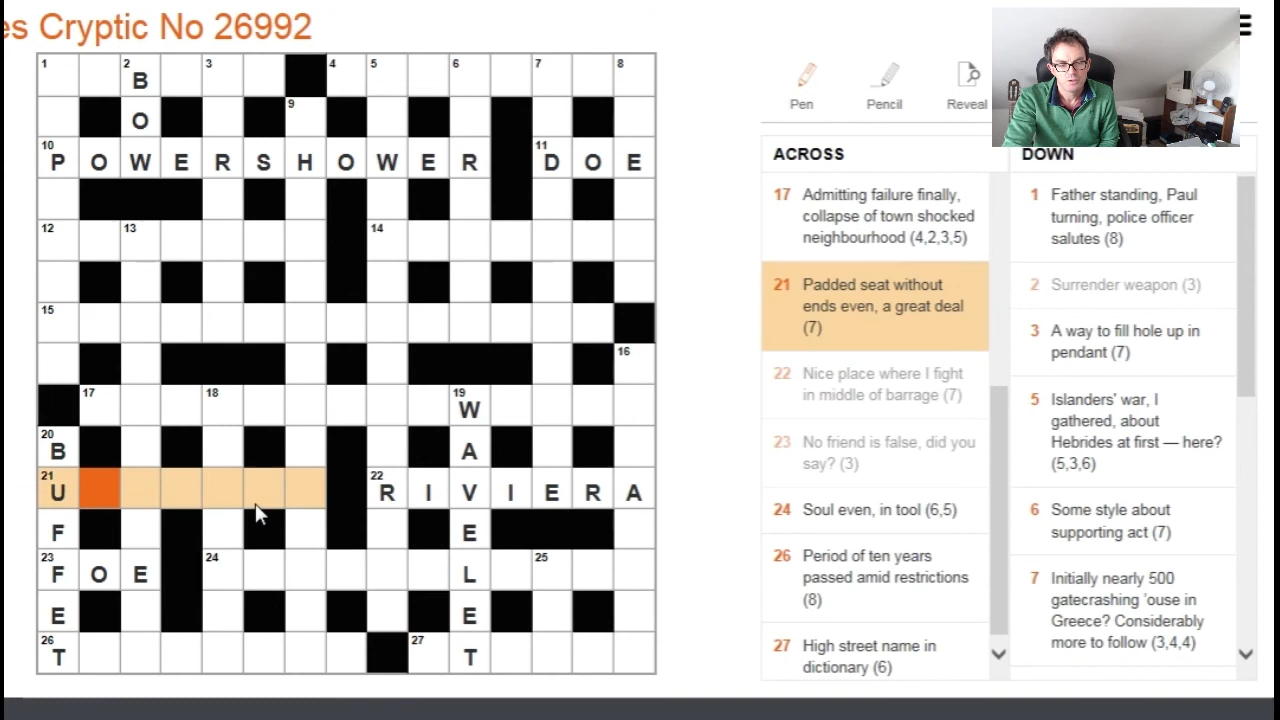 es Cryptic No 26992
1 2 3 4 5 6 7 8
B
9
O
10 11
P O W E R S H O W E R D O E
12 13 14
15
16
17 18 19
W
20
B A
21 22
U R I V I E R A
F E
23 24 25
F O E L
E E
26 27
T T
Pen Pencil Reveal
ACROSS
17 Admitting failure finally,
collapse of town shocked
neighbourhood (4,2,3,5)
21 Padded seat without
ends even, a great deal
(7)
22 Nice place where I fight
in middle of barrage (7)
23 No friend is false, did you
say? (3)
24 Soul even, in tool (6,5)
26 Period of ten years
passed amid restrictions
(8)
27 High street name in
dictionary (6)
DOWN
1 Father standing, Paul
turning, police officer
salutes (8)
2 Surrender weapon (3)
3 A way to fill hole up in
pendant (7)
5 Islanders' war, I
gathered, about
Hebrides at first — here?
(5,3,6)
6 Some style about
supporting act (7)
7 Initially nearly 500
gatecrashing 'ouse in
Greece? Considerably
more to follow (3,4,4)